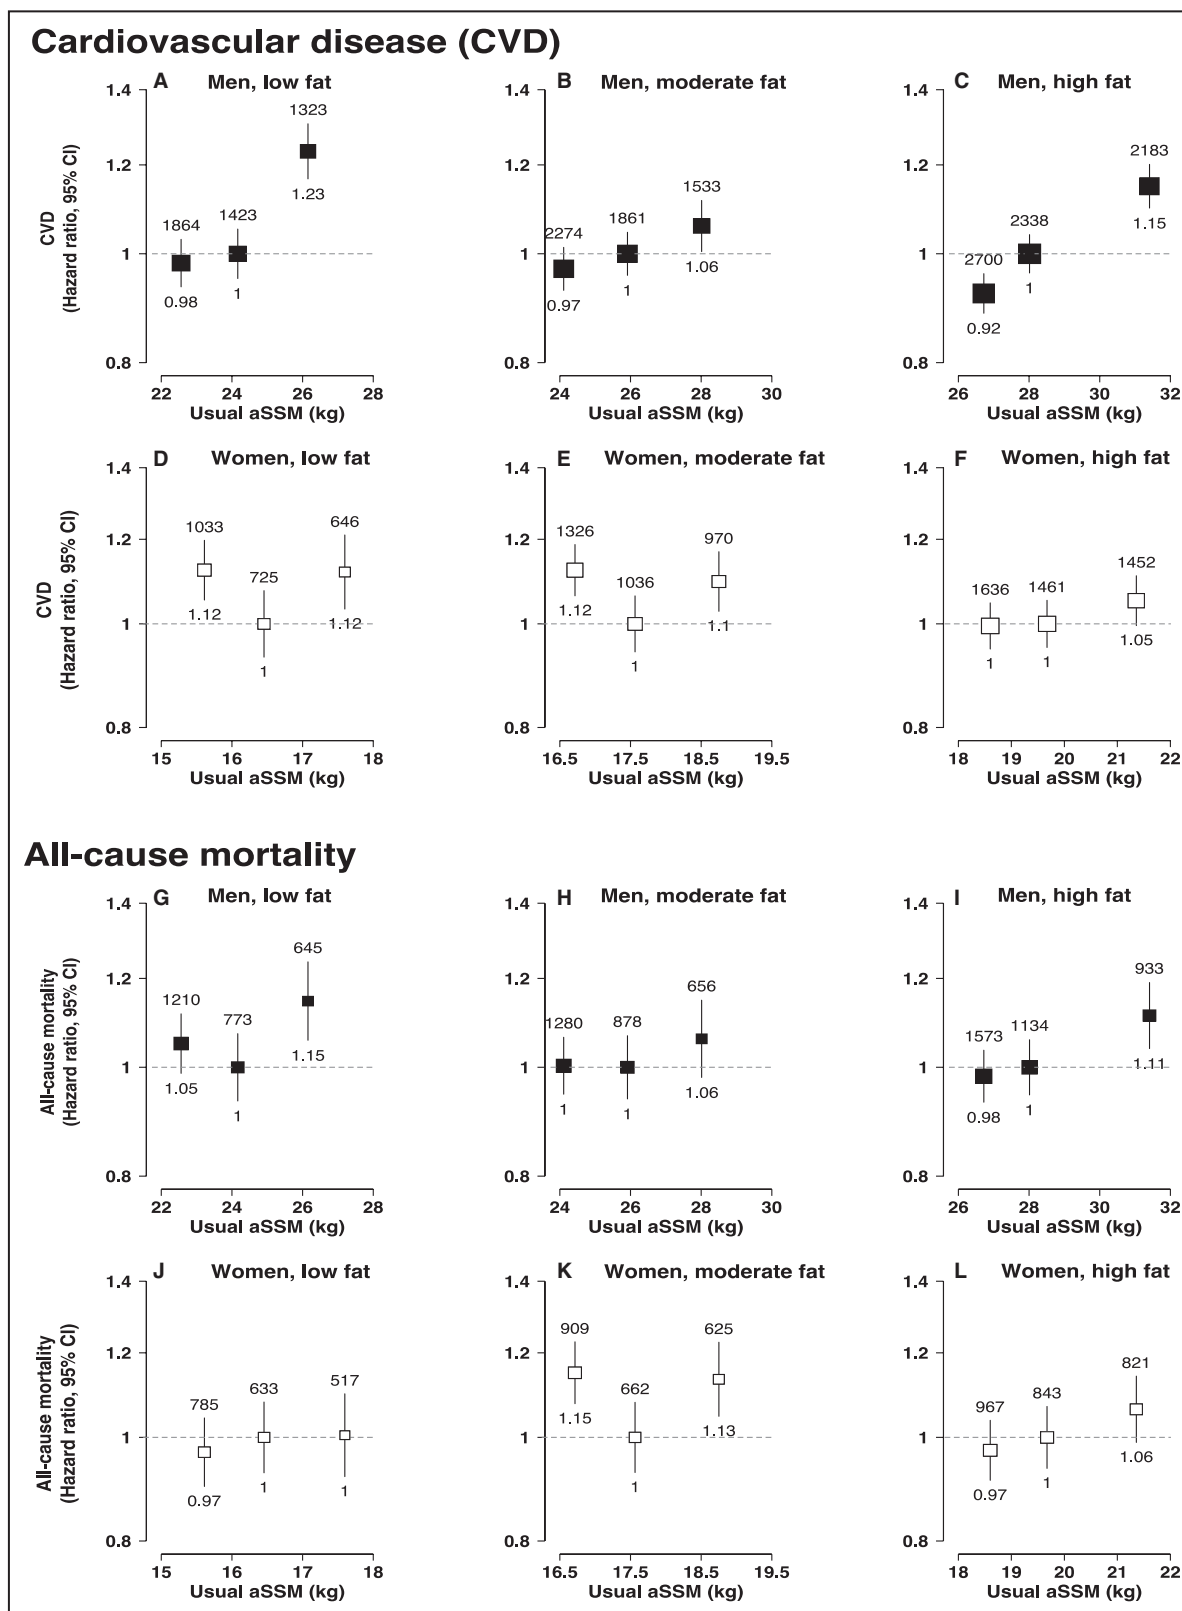 Cardiovascular disease (CVD)
A Men, low fat
B Men, moderate fat
C Men, high fat
CVD
(Hazard ratio, 95% CI)
1.4
1.2
1
0.8
1864
0.98
1423
1
1323
1.23
22 24 26 28
Usual aSSM (kg)
1.4
1.2
1
0.8
2274
0.97
1861
1
1533
1.06
24 26 28 30
Usual aSSM (kg)
1.4
1.2
1
0.8
2700
0.92
2338
1
2183
1.15
26 28 30 32
Usual aSSM (kg)
D Women, low fat
E Women, moderate fat
F Women, high fat
CVD
(Hazard ratio, 95% CI)
1.4
1.2
1
0.8
1033
1.12
725
1
646
1.12
15 16 17 18
Usual aSSM (kg)
1.4
1.2
1
0.8
1326
1.12
1036
1
970
1.1
16.5 17.5 18.5 19.5
Usual aSSM (kg)
1.4
1.2
1
0.8
1636
1
1461
1
1452
1.05
18 19 20 21 22
Usual aSSM (kg)
All-cause mortality
G Men, low fat
H Men, moderate fat
I Men, high fat
All-cause mortality
(Hazard ratio, 95% CI)
1.4
1.2
1
0.8
1210
1.05
773
1
645
1.15
22 24 26 28
Usual aSSM (kg)
1.4
1.2
1
0.8
1280
1
878
1
656
1.06
24 26 28 30
Usual aSSM (kg)
1.4
1.2
1
0.8
1573
0.98
1134
1
933
1.11
26 28 30 32
Usual aSSM (kg)
J Women, low fat
K Women, moderate fat
L Women, high fat
All-cause mortality
(Hazard ratio, 95% CI)
1.4
1.2
1
0.8
785
0.97
633
1
517
1
15 16 17 18
Usual aSSM (kg)
1.4
1.2
1
0.8
909
1.15
662
1
625
1.13
16.5 17.5 18.5 19.5
Usual aSSM (kg)
1.4
1.2
1
0.8
967
0.97
843
1
821
1.06
18 19 20 21 22
Usual aSSM (kg)